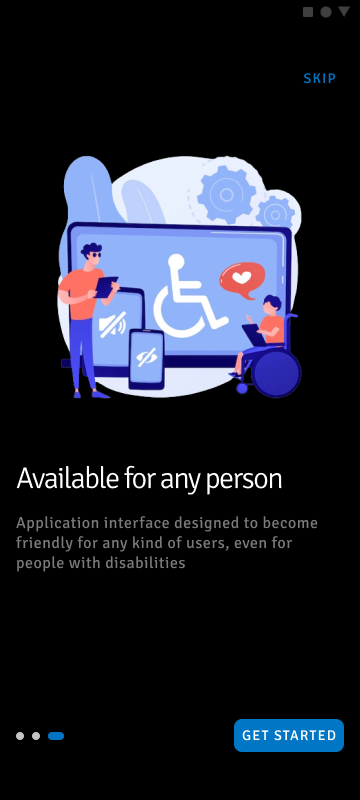 SKIP
Available for any person
Application interface designed to become
friendly for any kind of users, even for
people with disabilities
GET STARTED